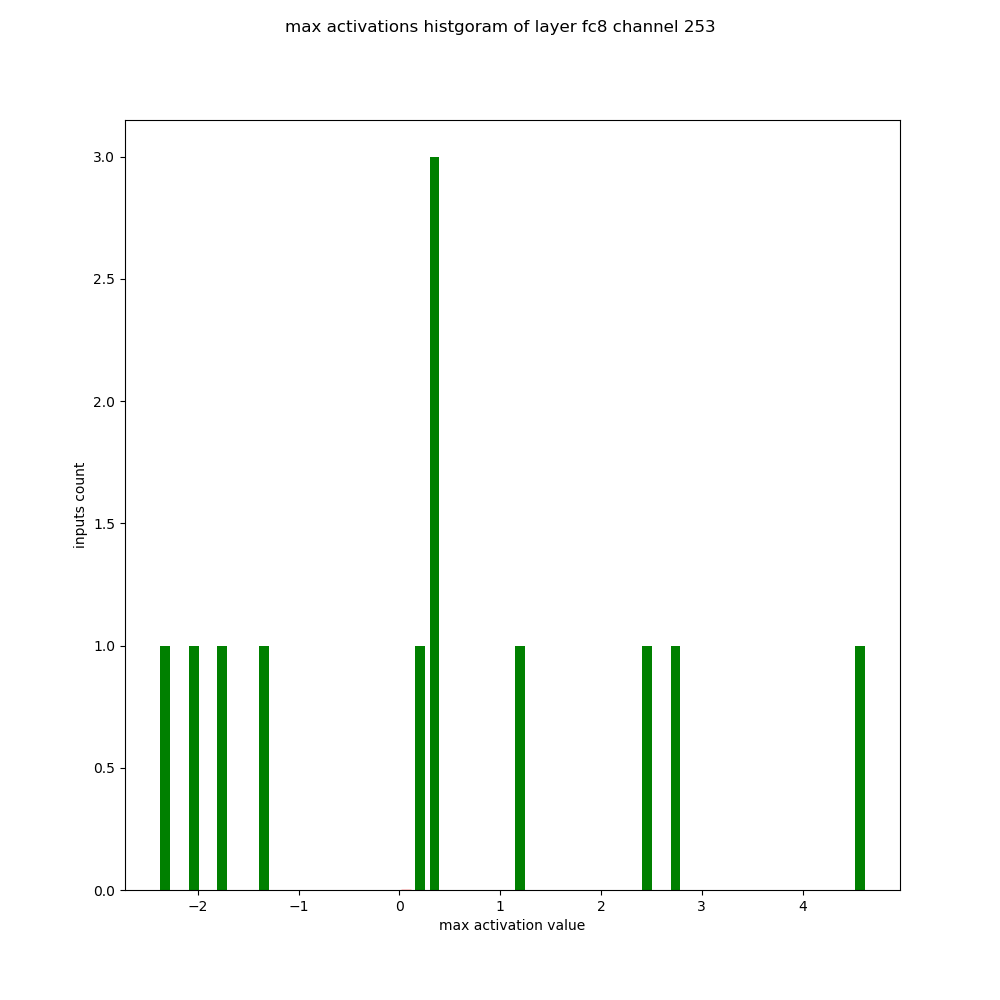 max activations histgoram of layer fc8 channel 253
3.0
2.5
2.0
1.5
1.0
0.5
0.0
inputs count
−2 −1 0 1 2 3 4
max activation value